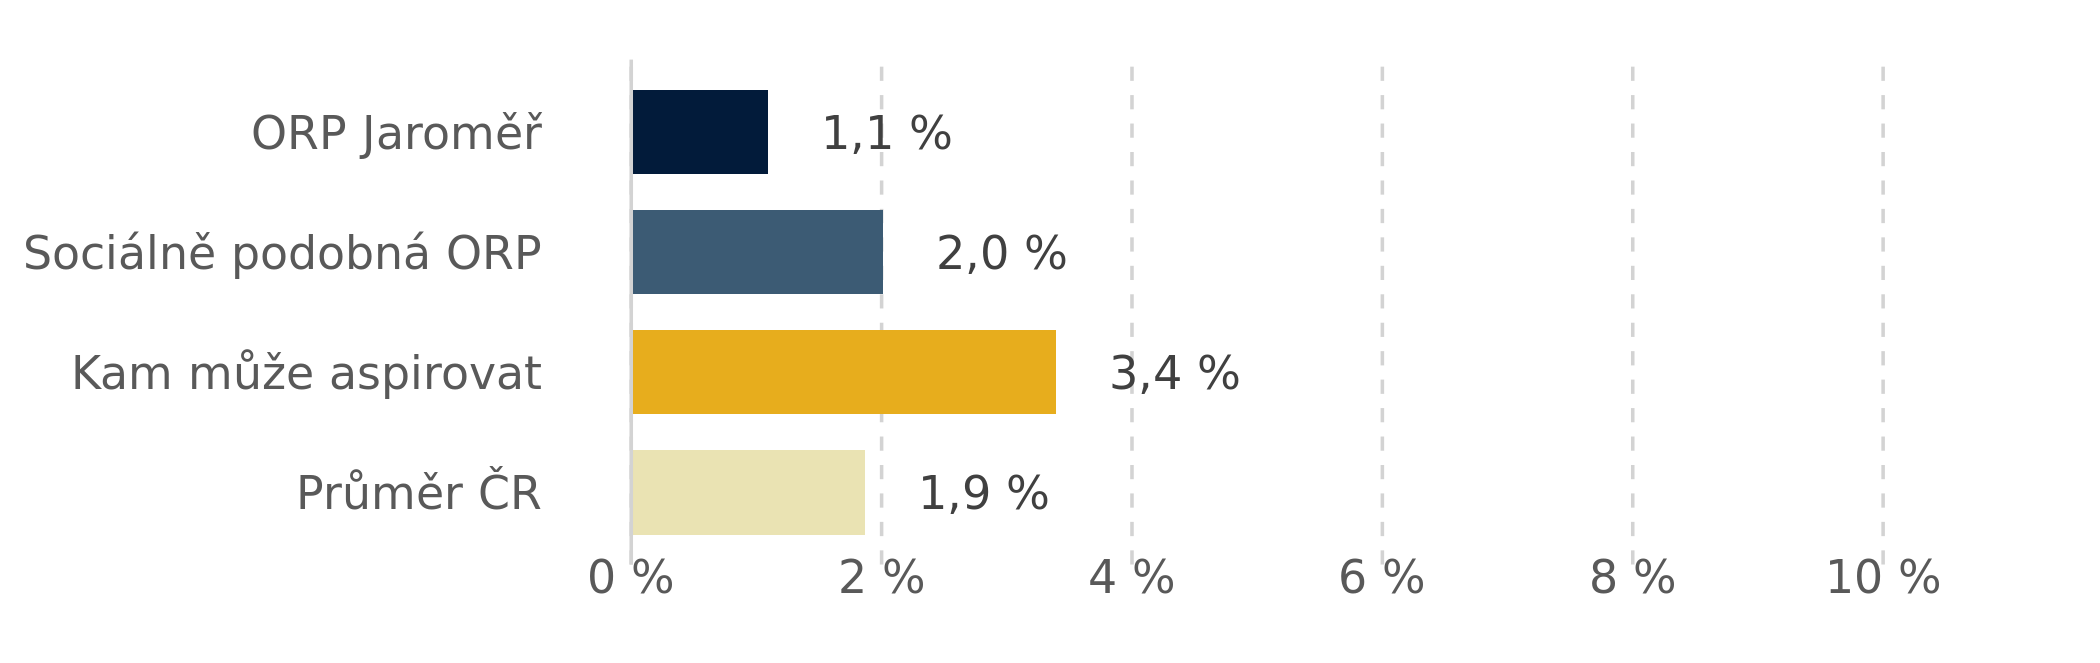 ORP Jaroměř 1,1 %
Sociálně podobná ORP 2,0 %
Kam může aspirovat 3,4 %
Průměr ČR 1,9 %
0 % 2 % 4 % 6 % 8 % 10 %